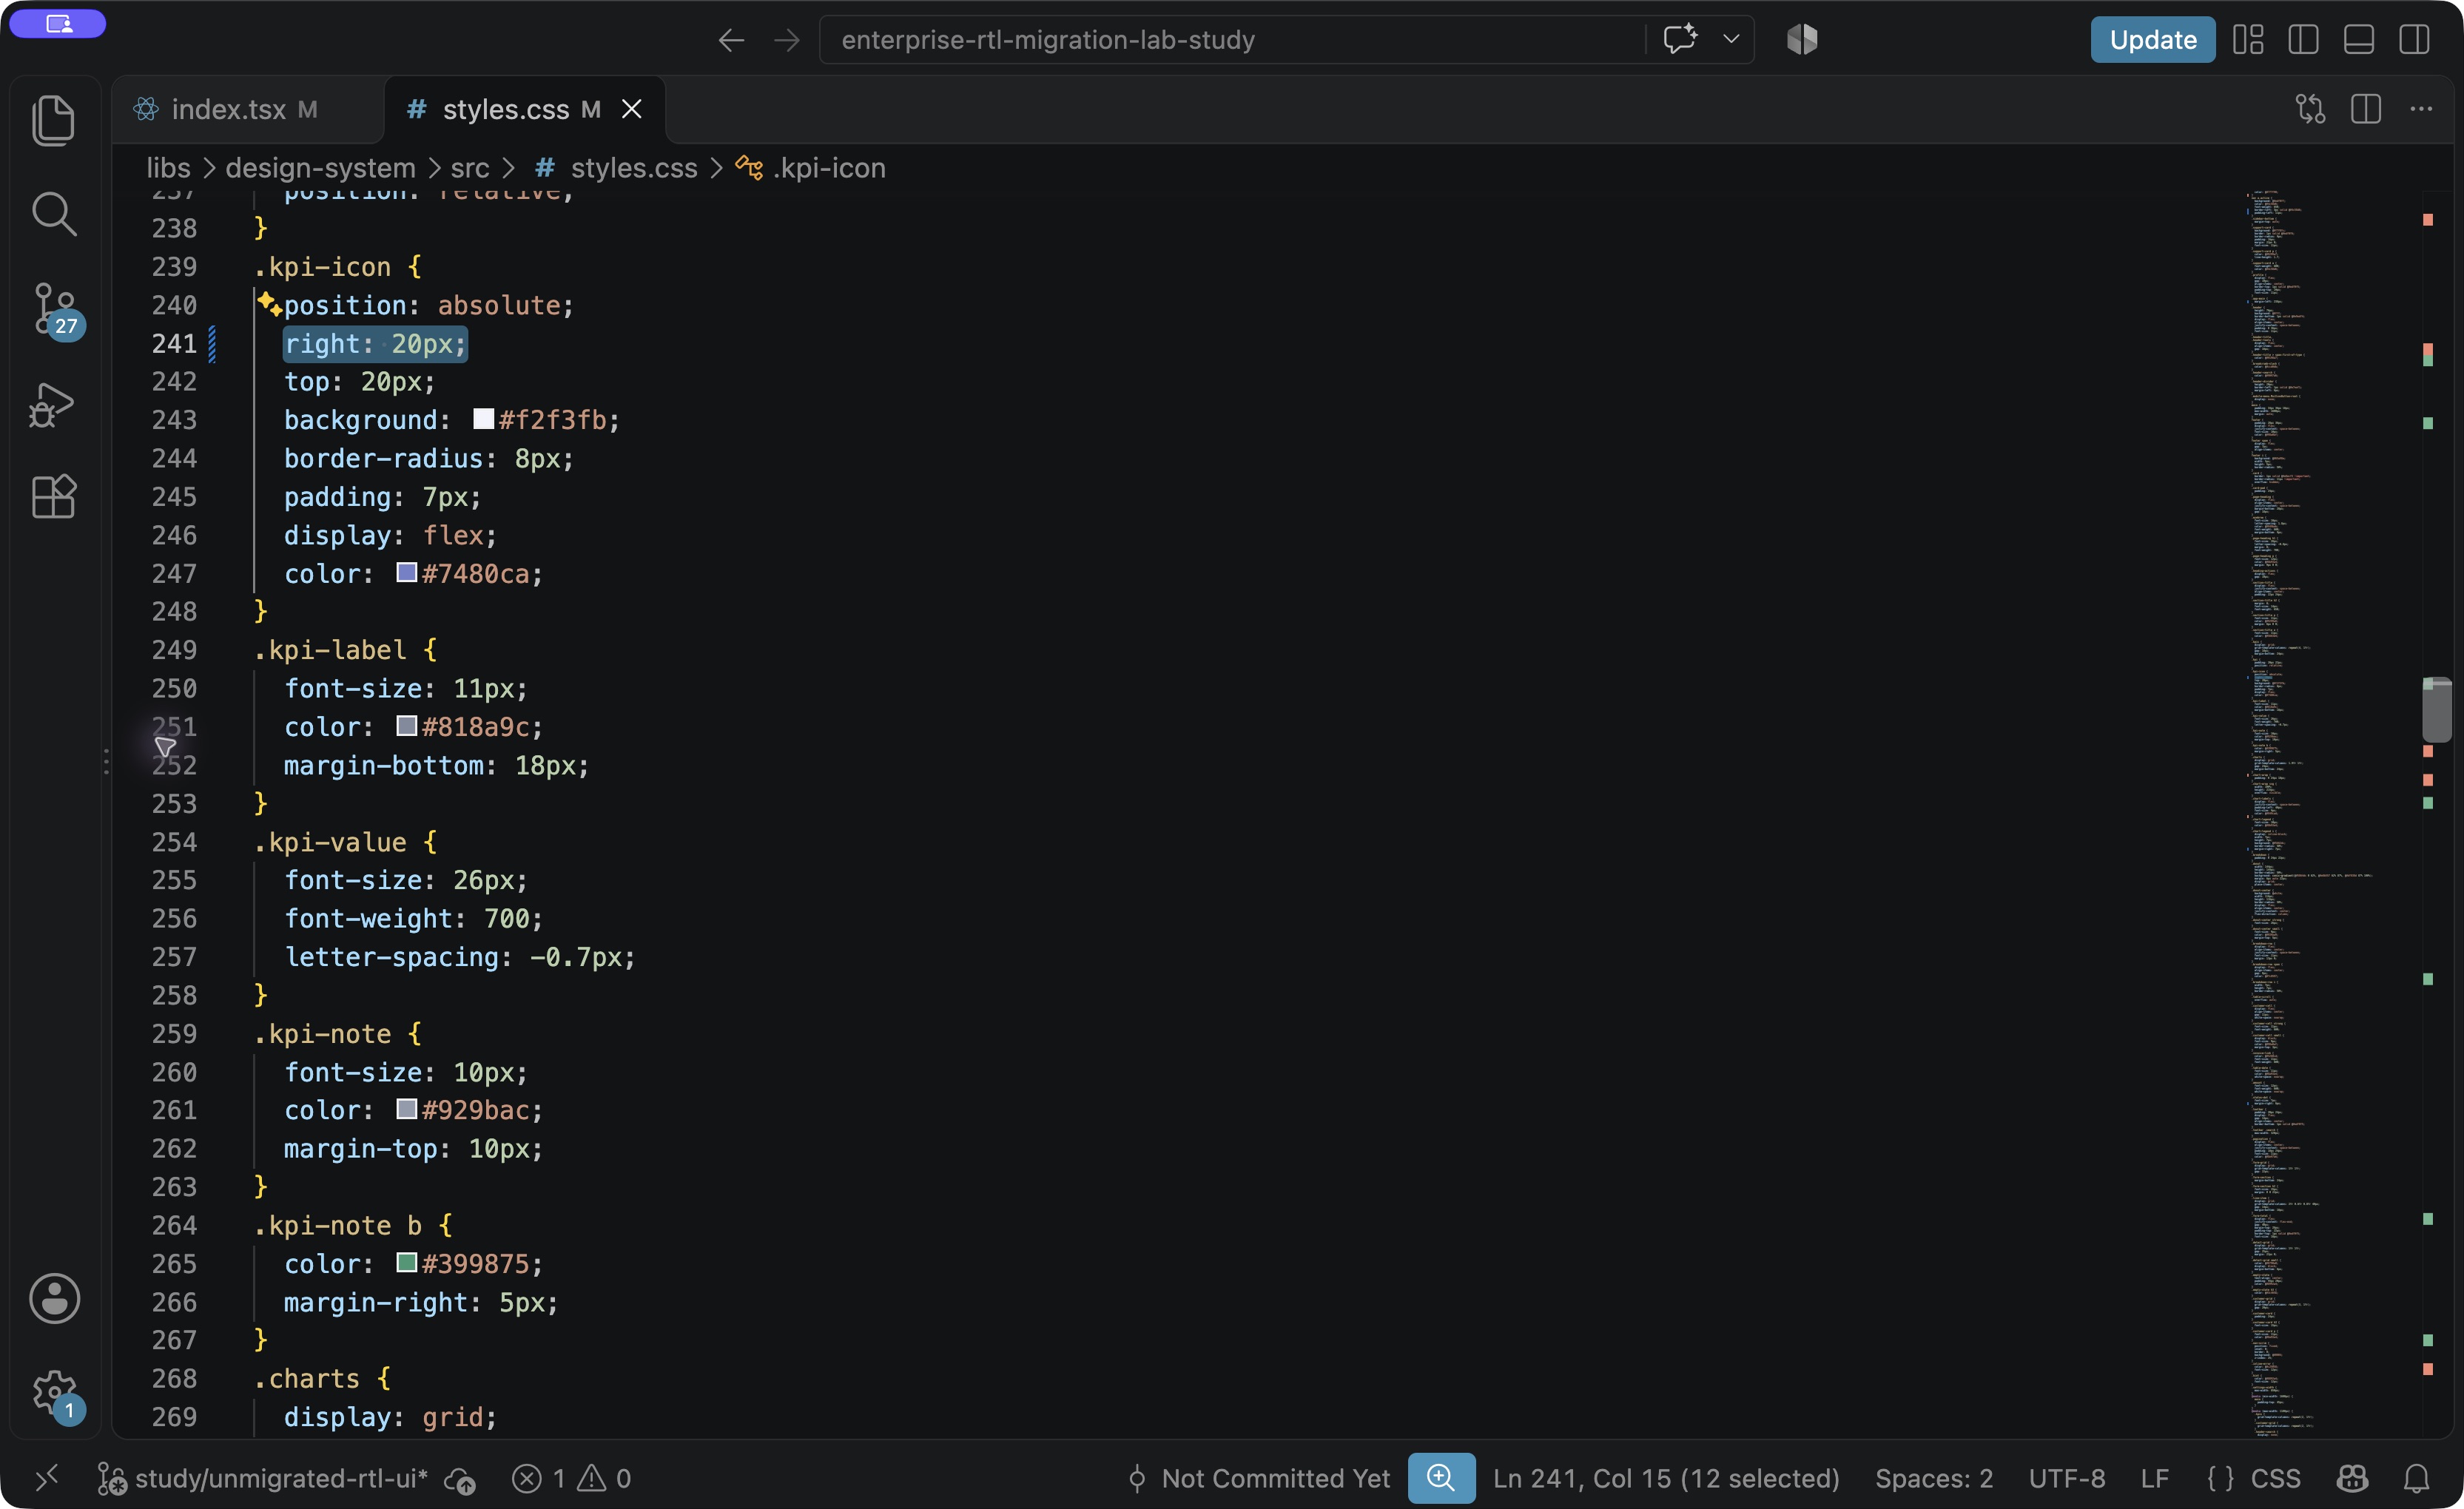 enterprise-rtl-migration-lab-study
Update
index.tsx M
# styles.css M
libs > design-system > src > # styles.css > .kpi-icon
237 position: relative;
238 }
239 .kpi-icon {
240 position: absolute;
241 right: 20px;
242 top: 20px;
243 background: #f2f3fb;
244 border-radius: 8px;
245 padding: 7px;
246 display: flex;
247 color: #7480ca;
248 }
249 .kpi-label {
250 font-size: 11px;
251 color: #818a9c;
252 margin-bottom: 18px;
253 }
254 .kpi-value {
255 font-size: 26px;
256 font-weight: 700;
257 letter-spacing: -0.7px;
258 }
259 .kpi-note {
260 font-size: 10px;
261 color: #929bac;
262 margin-top: 10px;
263 }
264 .kpi-note b {
265 color: #399875;
266 margin-right: 5px;
267 }
268 .charts {
269 display: grid;
27
1
study/unmigrated-rtl-ui* 1 0 Not Committed Yet Ln 241, Col 15 (12 selected) Spaces: 2 UTF-8 LF { } CSS